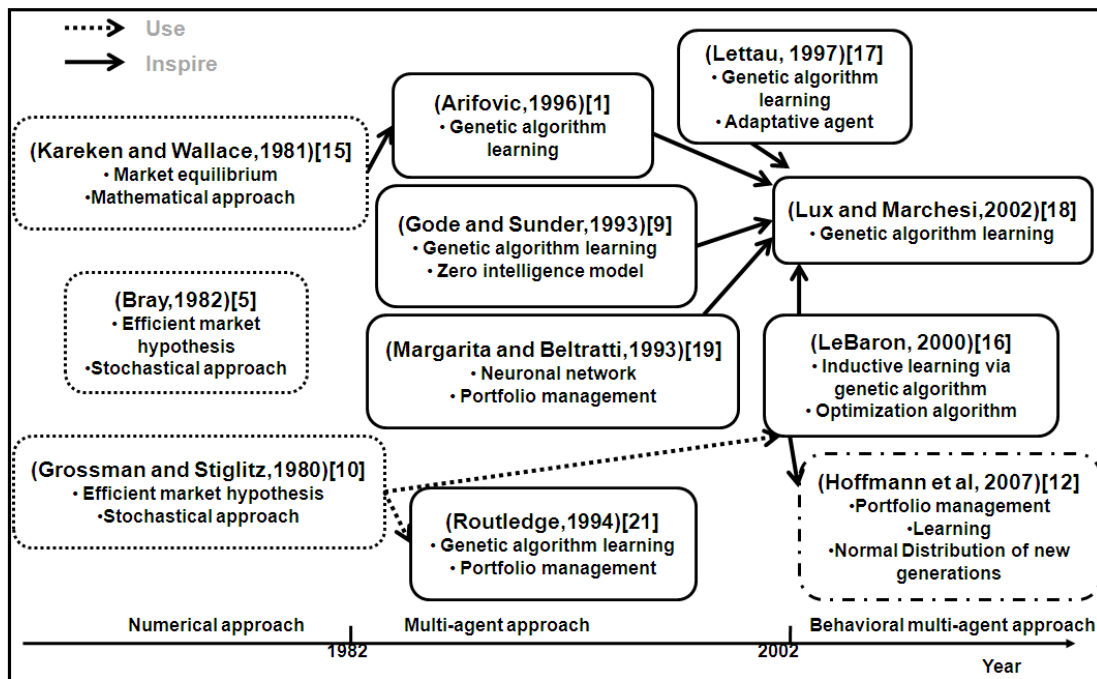 Use
Inspire
(Kareken and Wallace,1981)[15]
• Market equilibrium
•Mathematical approach
(Bray,1982)[5]
• Efficient market
hypothesis
•Stochastical approach
(Grossman and Stiglitz,1980)[10]
• Efficient market hypothesis
•Stochastical approach
(Arifovic,1996)[1]
• Genetic algorithm
learning
(Gode and Sunder,1993)[9]
• Genetic algorithm learning
• Zero intelligence model
(Margarita and Beltratti,1993)[19]
• Neuronal network
• Portfolio management
(Routledge,1994)[21]
• Genetic algorithm learning
• Portfolio management
(Lettau, 1997)[17]
• Genetic algorithm
learning
• Adaptative agent
(Lux and Marchesi,2002)[18]
• Genetic algorithm learning
(LeBaron, 2000)[16]
• Inductive learning via
genetic algorithm
• Optimization algorithm
(Hoffmann et al, 2007)[12]
•Portfolio management
•Learning
•Normal Distribution of new
generations
Numerical approach
Multi-agent approach
Behavioral multi-agent approach
1982
2002
Year